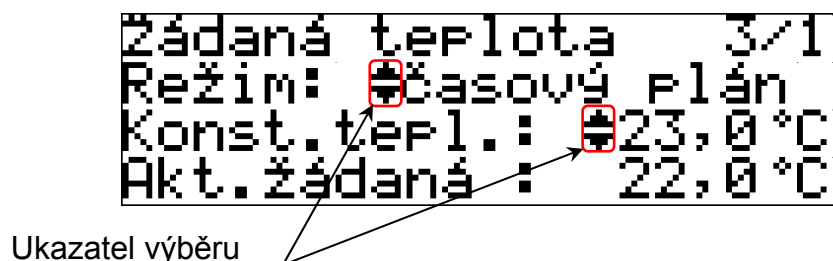 Žádaná teplota 3/1
Režim: časový plán
Konst.tepl.: 23,0°C
Akt.žádaná : 22,0°C
Ukazatel výběru